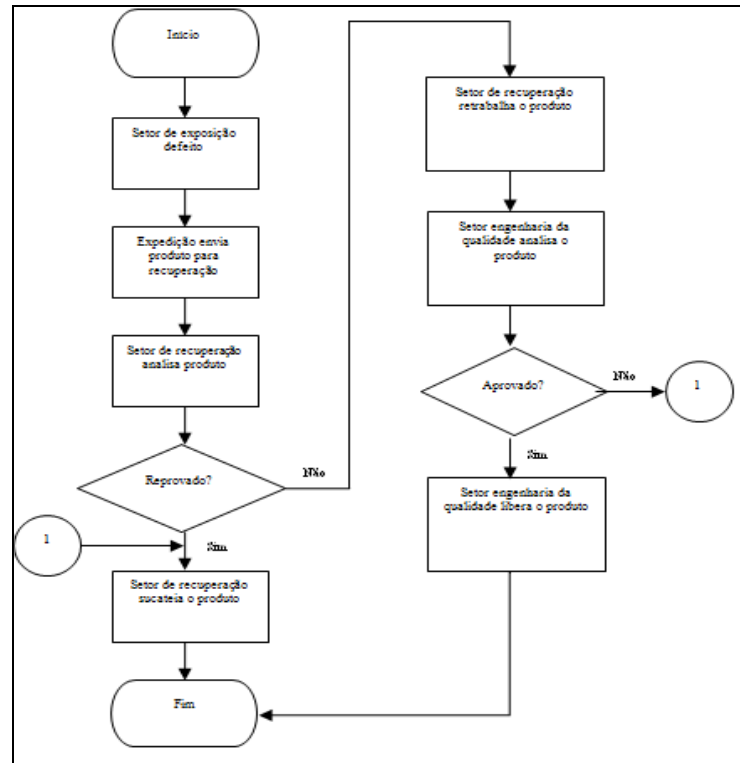 Inicio
Setor de exposição
defeito
Expedição envia
produto para
recuperação
Setor de recuperação
analisa produto
Reprovado?
Não
1
Sim
Setor de recuperação
sucateia o produto
Fim
Setor de recuperação
retrabalha o produto
Setor engenharia da
qualidade analisa o
produto
Aprovado?
Não
1
Sim
Setor engenharia da
qualidade libera o produto